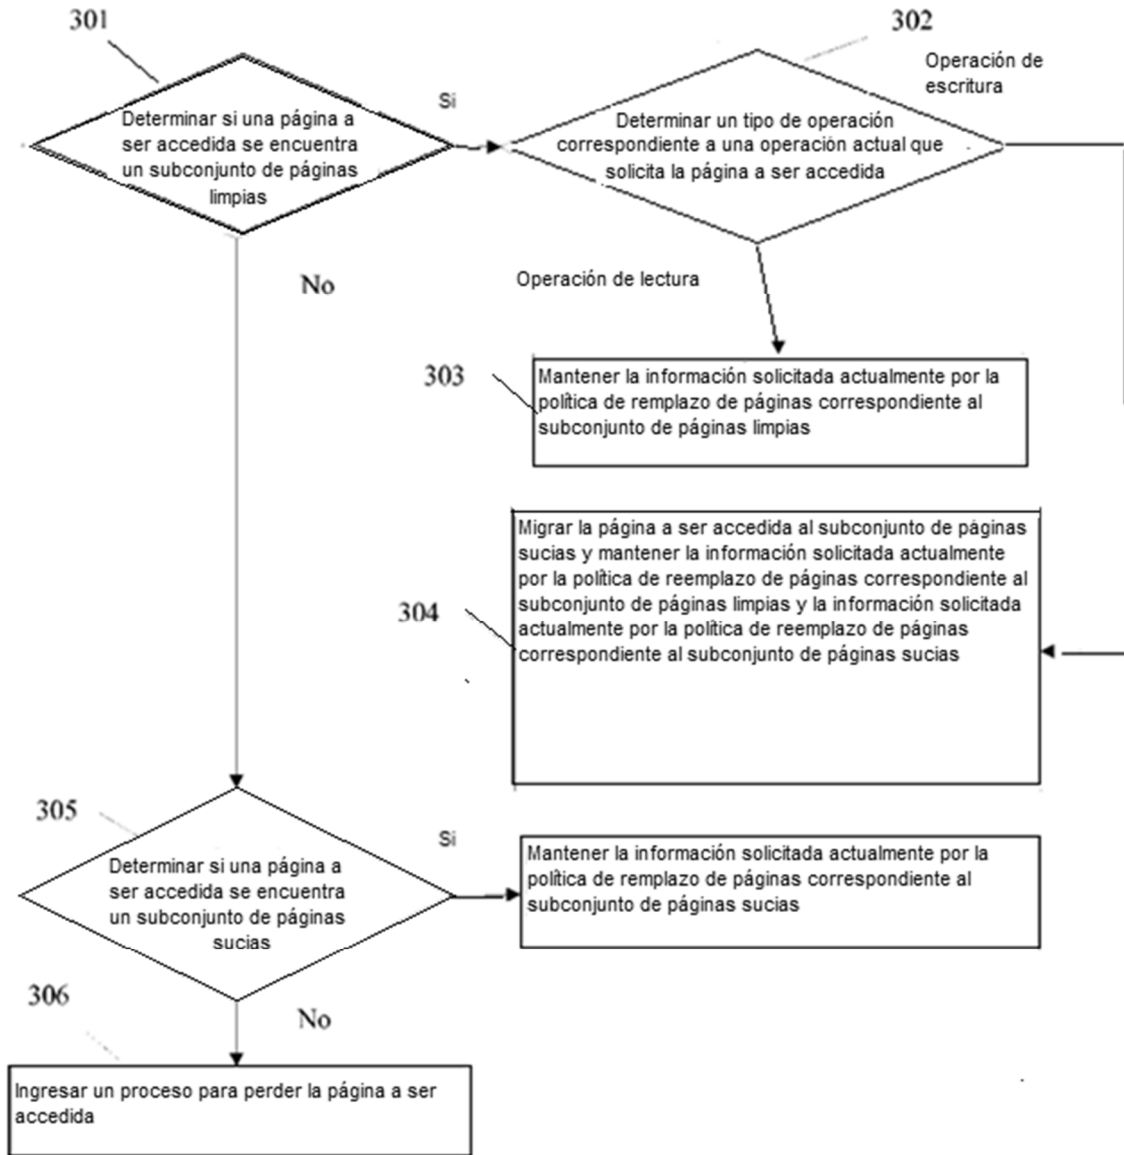 301
302
Determinar si una página a
ser accedida se encuentra
un subconjunto de páginas
limpias
Si
Determinar un tipo de operación
correspondiente a una operación actual que
solicita la página a ser accedida
Operación de
escritura
No
Operación de lectura
303
Mantener la información solicitada actualmente por la
política de remplazo de páginas correspondiente al
subconjunto de páginas limpias
304
Migrar la página a ser accedida al subconjunto de páginas
sucias y mantener la información solicitada actualmente
por la política de reemplazo de páginas correspondiente al
subconjunto de páginas limpias y la información solicitada
actualmente por la política de reemplazo de páginas
correspondiente al subconjunto de páginas sucias
305
Determinar si una página a
ser accedida se encuentra
un subconjunto de páginas
sucias
Si
Mantener la información solicitada actualmente por la
política de remplazo de páginas correspondiente al
subconjunto de páginas sucias
306
No
Ingresar un proceso para perder la página a ser
accedida